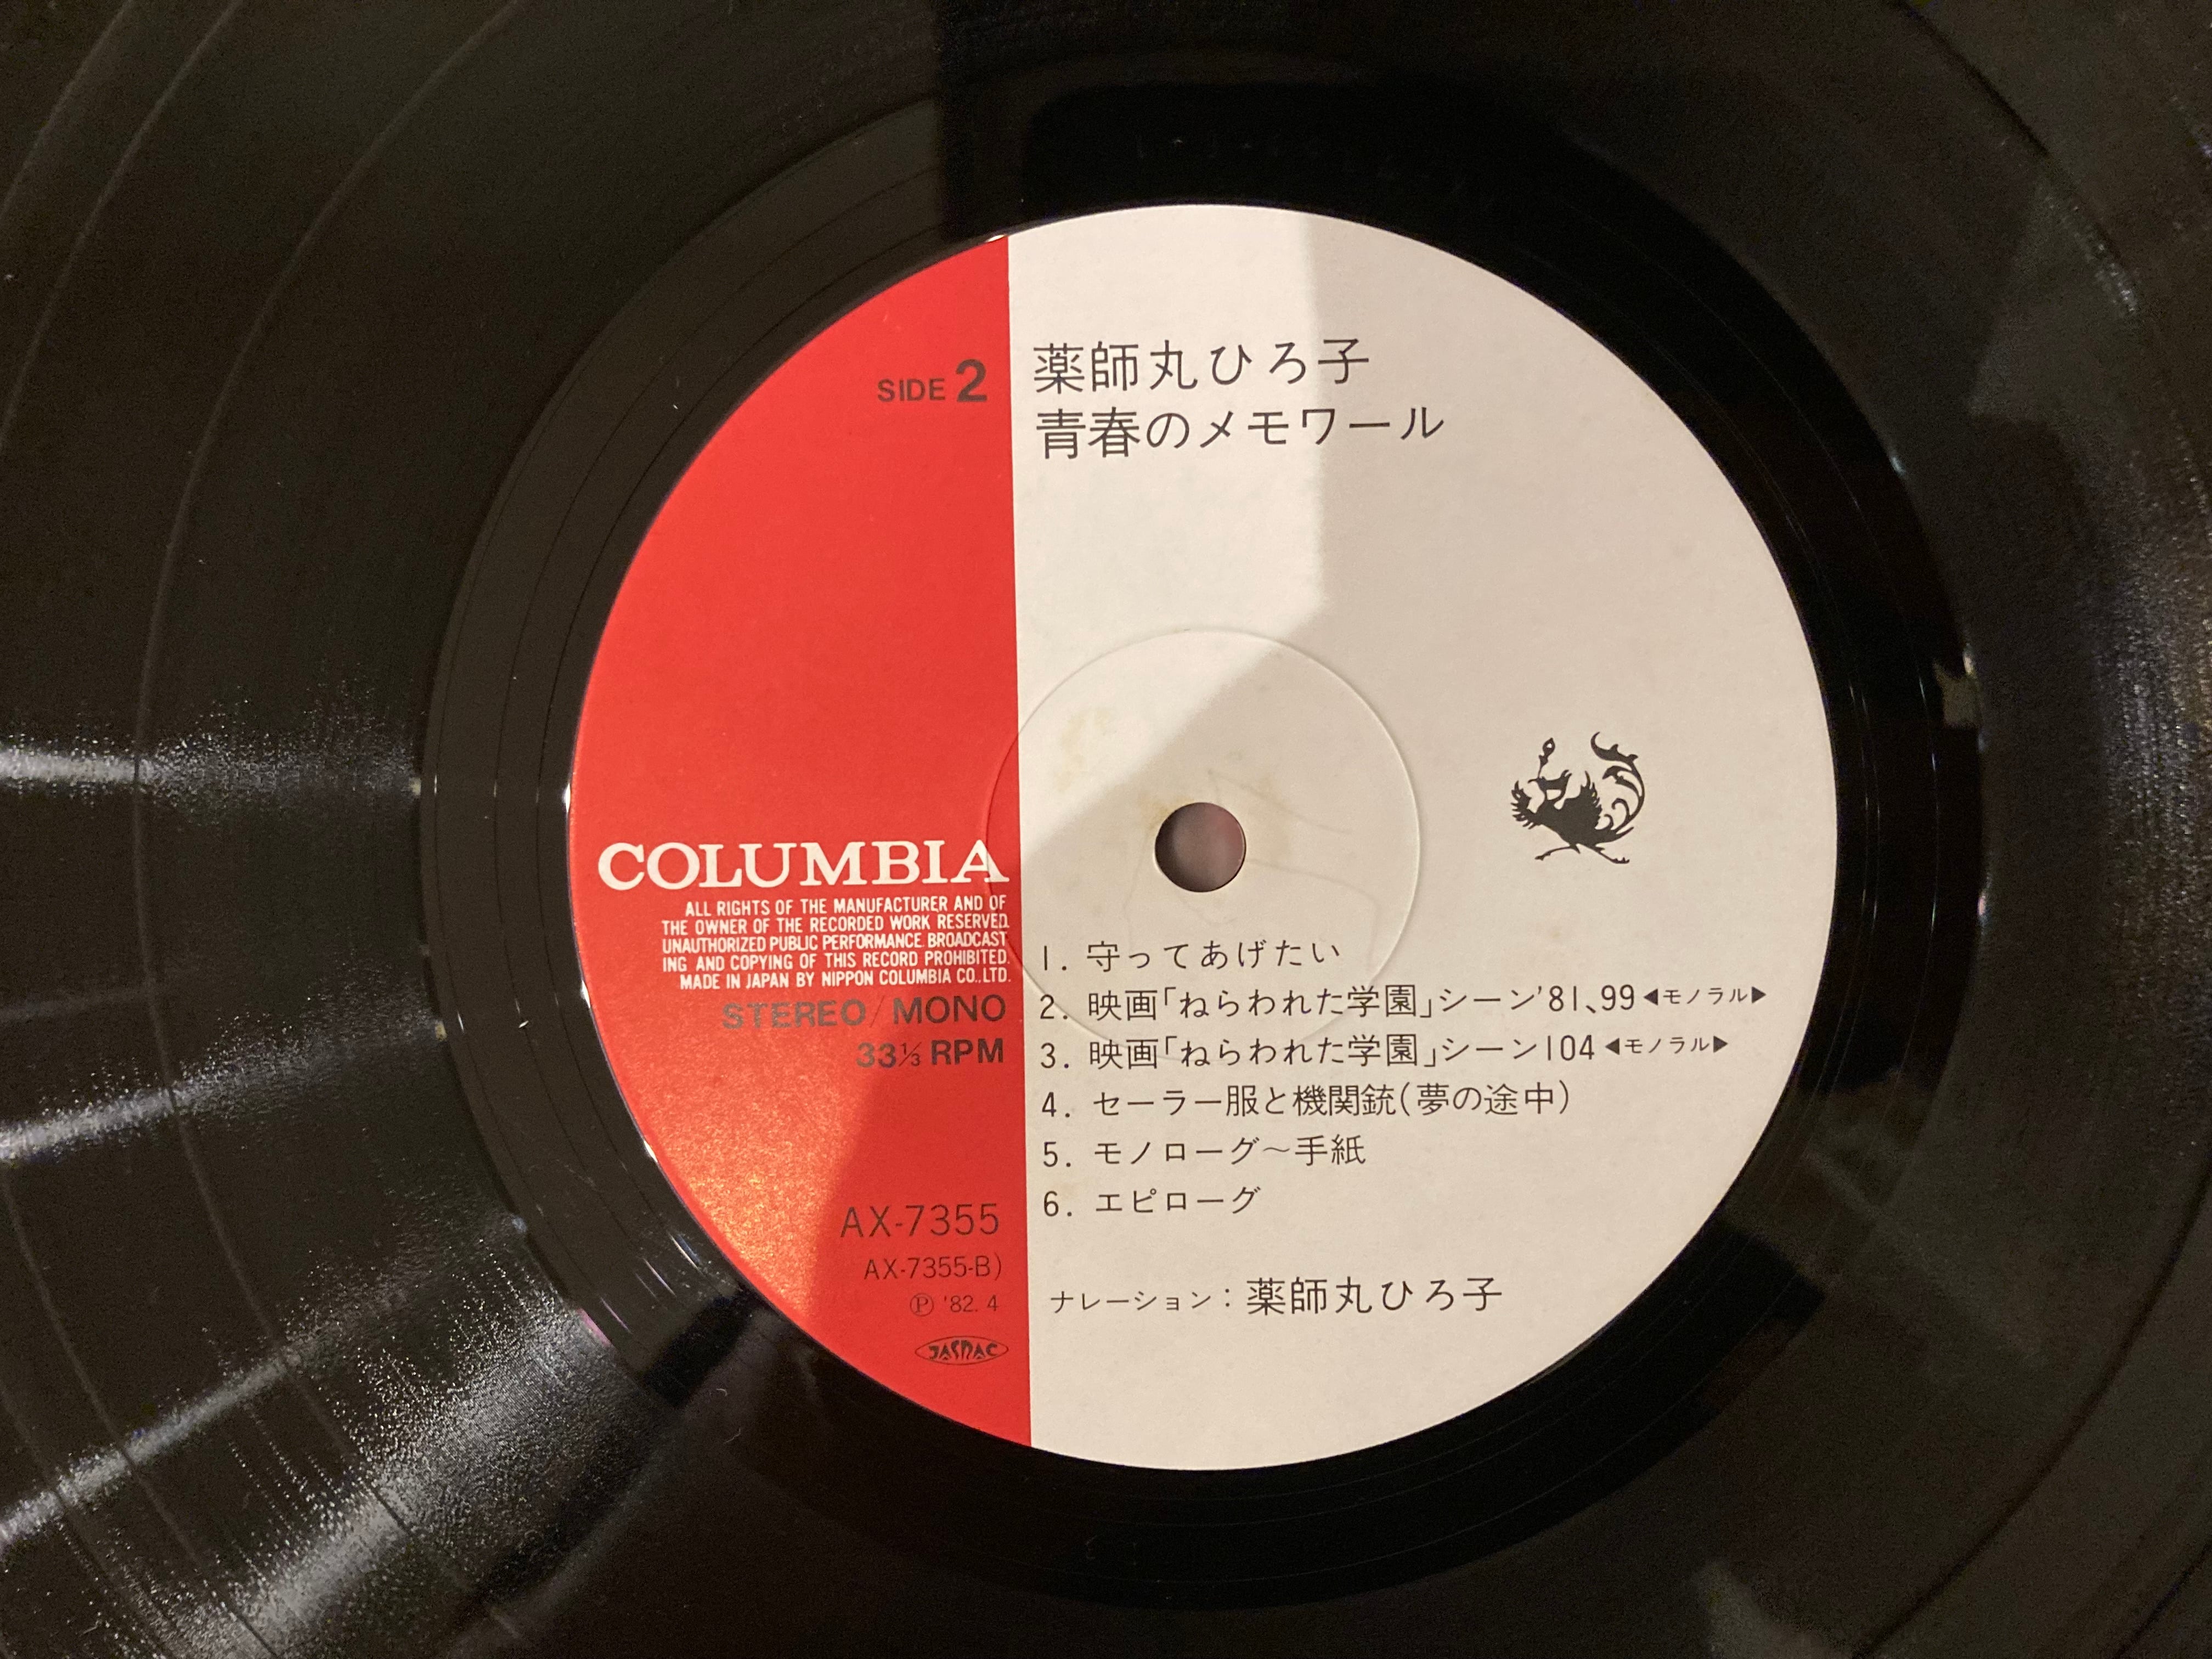 SIDE 2
薬師丸ひろ子
青春のメモワール
COLUMBIA
ALL RIGHTS OF THE MANUFACTURER AND OF
THE OWNER OF THE RECORDED WORK RESERVED.
UNAUTHORIZED PUBLIC PERFORMANCE. BROADCAST
ING AND COPYING OF THIS RECORD PROHIBITED.
MADE IN JAPAN BY NIPPON COLUMBIA CO.,LTD.
STEREO/MONO
33⅓ RPM
1. 守ってあげたい
2. 映画「ねらわれた学園」シーン'81、99◀モノラル▶
3. 映画「ねらわれた学園」シーン104◀モノラル▶
4. セーラー服と機関銃(夢の途中)
5. モノローグ〜手紙
6. エピローグ
AX-7355
AX-7355-B)
Ⓟ '82. 4
JASRAC
ナレーション：薬師丸ひろ子